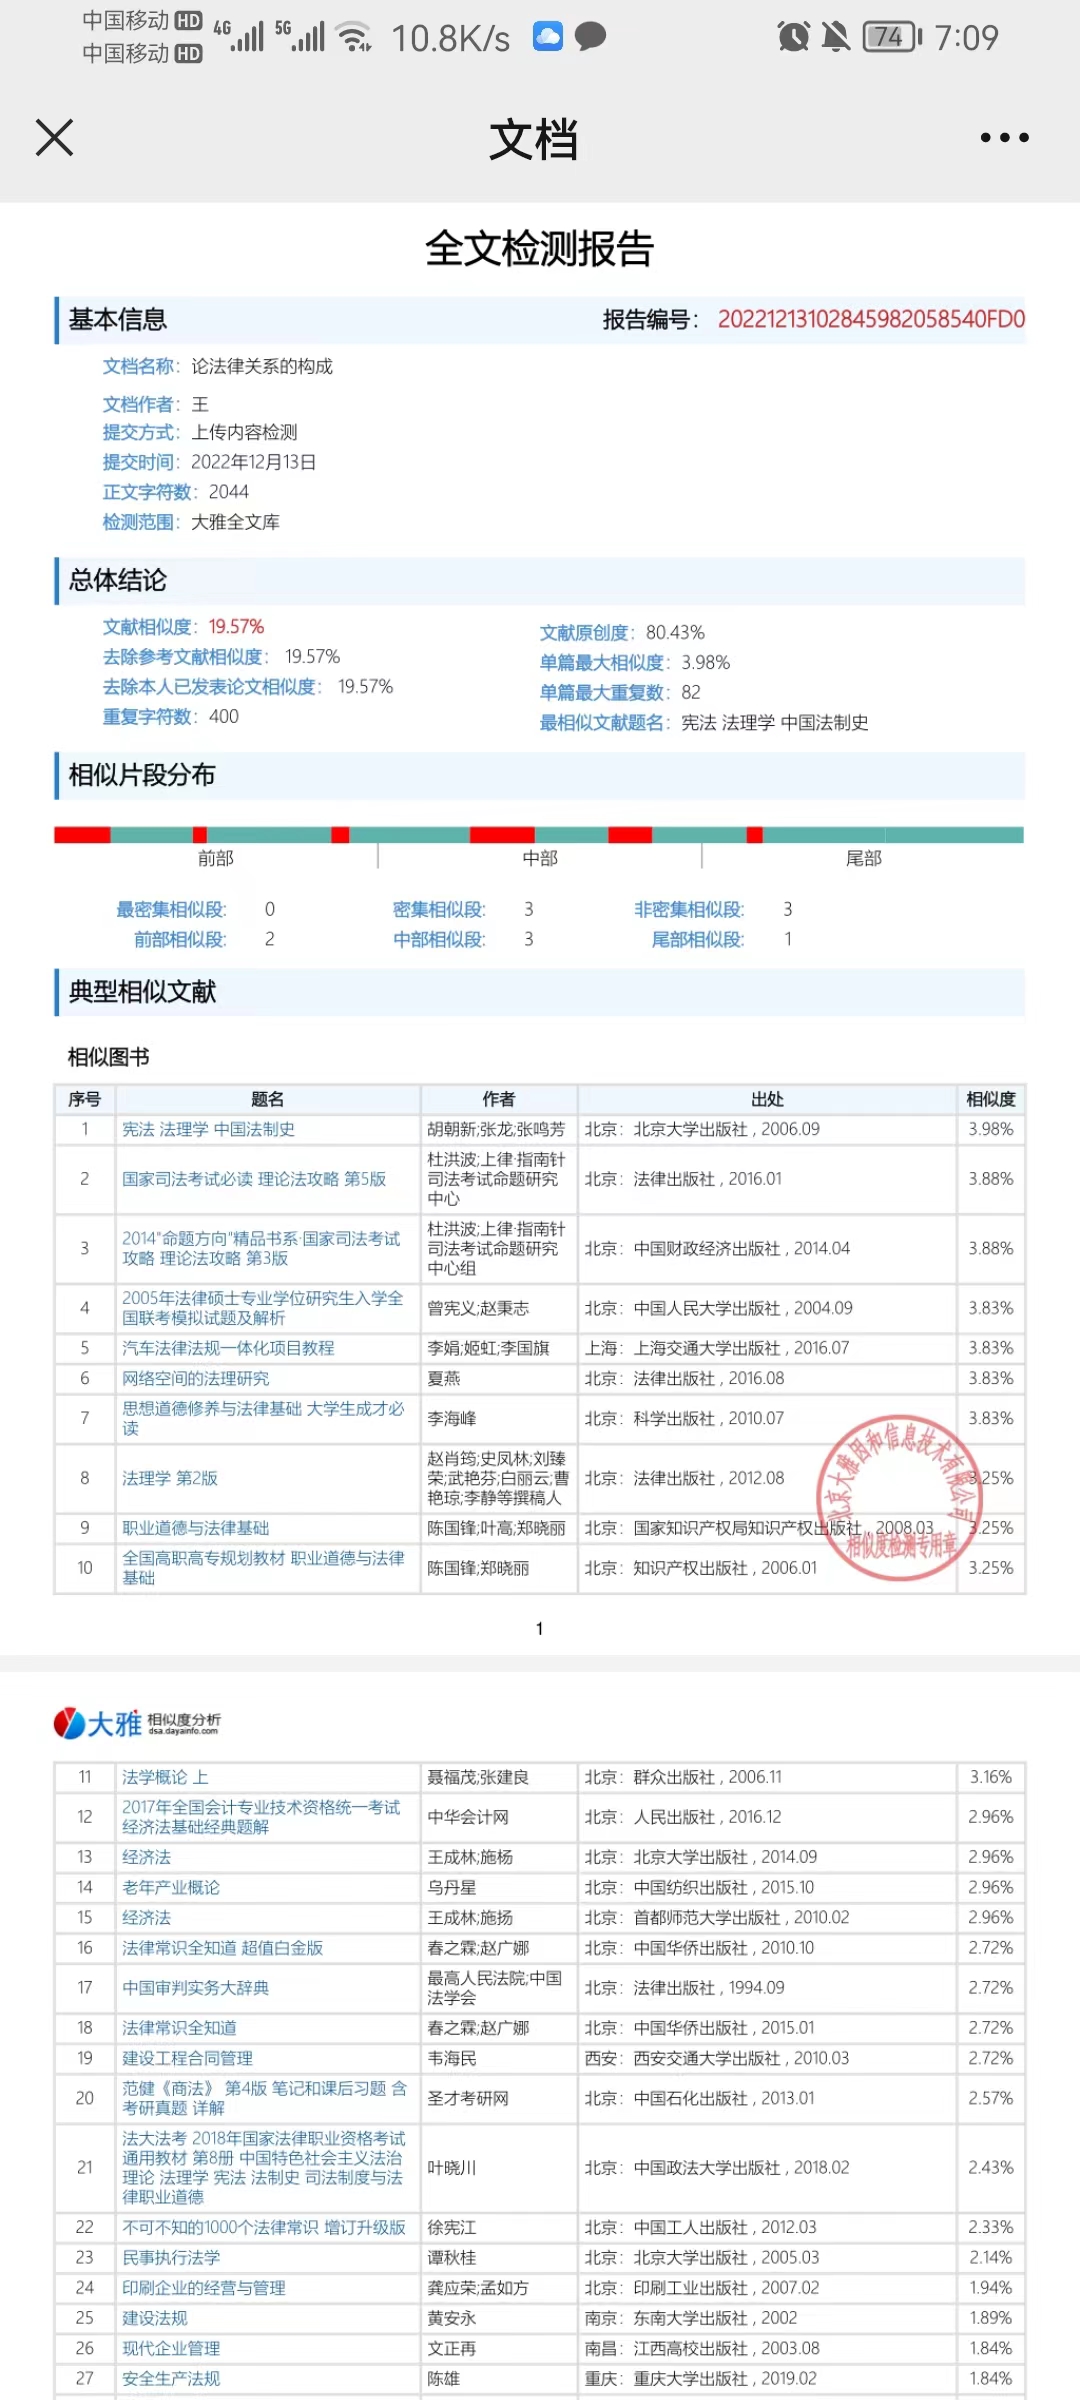 中国移动 HD 4G 5G 10.8K/s 74 7:09
中国移动 HD
文档
全文检测报告
基本信息 报告编号： 20221213102845982058540FD0
文档名称： 论法律关系的构成
文档作者： 王
提交方式： 上传内容检测
提交时间： 2022年12月13日
正文字符数： 2044
检测范围： 大雅全文库
总体结论
文献相似度： 19.57% 文献原创度： 80.43%
去除参考文献相似度： 19.57% 单篇最大相似度： 3.98%
去除本人已发表论文相似度： 19.57% 单篇最大重复数： 82
重复字符数： 400 最相似文献题名： 宪法 法理学 中国法制史
相似片段分布
前部 中部 尾部
最密集相似段： 0 密集相似段： 3 非密集相似段： 3
前部相似段： 2 中部相似段： 3 尾部相似段： 1
典型相似文献
相似图书
序号 题名 作者 出处 相似度
1 宪法 法理学 中国法制史 胡朝新;张龙;张鸣芳 北京：北京大学出版社 , 2006.09 3.98%
2 国家司法考试必读 理论法攻略 第5版 杜洪波;上律·指南针
司法考试命题研究
中心 北京：法律出版社 , 2016.01 3.88%
3 2014"命题方向"精品书系·国家司法考试
攻略 理论法攻略 第3版 杜洪波;上律·指南针
司法考试命题研究
中心组 北京：中国财政经济出版社 , 2014.04 3.88%
4 2005年法律硕士专业学位研究生入学全
国联考模拟试题及解析 曾宪义;赵秉志 北京：中国人民大学出版社 , 2004.09 3.83%
5 汽车法律法规一体化项目教程 李娟;姬虹;李国旗 上海：上海交通大学出版社 , 2016.07 3.83%
6 网络空间的法理研究 夏燕 北京：法律出版社 , 2016.08 3.83%
7 思想道德修养与法律基础 大学生成才必
读 李海峰 北京：科学出版社 , 2010.07 3.83%
8 法理学 第2版 赵肖筠;史凤林;刘臻
荣;武艳芬;白丽云;曹
艳琼;李静等撰稿人 北京：法律出版社 , 2012.08 3.25%
9 职业道德与法律基础 陈国锋;叶高;郑晓丽 北京：国家知识产权局知识产权出版社 , 2008.03 3.25%
10 全国高职高专规划教材 职业道德与法律
基础 陈国锋;郑晓丽 北京：知识产权出版社 , 2006.01 3.25%
北京大雅因和信息技术有限公司
相似度检测专用章
1
大雅 相似度分析
dsa.dayainfo.com
11 法学概论 上 聂福茂;张建良 北京：群众出版社 , 2006.11 3.16%
12 2017年全国会计专业技术资格统一考试
经济法基础经典题解 中华会计网 北京：人民出版社 , 2016.12 2.96%
13 经济法 王成林;施杨 北京：北京大学出版社 , 2014.09 2.96%
14 老年产业概论 乌丹星 北京：中国纺织出版社 , 2015.10 2.96%
15 经济法 王成林;施扬 北京：首都师范大学出版社 , 2010.02 2.96%
16 法律常识全知道 超值白金版 春之霖;赵广娜 北京：中国华侨出版社 , 2010.10 2.72%
17 中国审判实务大辞典 最高人民法院;中国
法学会 北京：法律出版社 , 1994.09 2.72%
18 法律常识全知道 春之霖;赵广娜 北京：中国华侨出版社 , 2015.01 2.72%
19 建设工程合同管理 韦海民 西安：西安交通大学出版社 , 2010.03 2.72%
20 范健《商法》 第4版 笔记和课后习题 含
考研真题 详解 圣才考研网 北京：中国石化出版社 , 2013.01 2.57%
21 法大法考 2018年国家法律职业资格考试
通用教材 第8册 中国特色社会主义法治
理论 法理学 宪法 法制史 司法制度与法
律职业道德 叶晓川 北京：中国政法大学出版社 , 2018.02 2.43%
22 不可不知的1000个法律常识 增订升级版 徐宪江 北京：中国工人出版社 , 2012.03 2.33%
23 民事执行法学 谭秋桂 北京：北京大学出版社 , 2005.03 2.14%
24 印刷企业的经营与管理 龚应荣;孟如方 北京：印刷工业出版社 , 2007.02 1.94%
25 建设法规 黄安永 南京：东南大学出版社 , 2002 1.89%
26 现代企业管理 文正再 南昌：江西高校出版社 , 2003.08 1.84%
27 安全生产法规 陈雄 重庆：重庆大学出版社 , 2019.02 1.84%